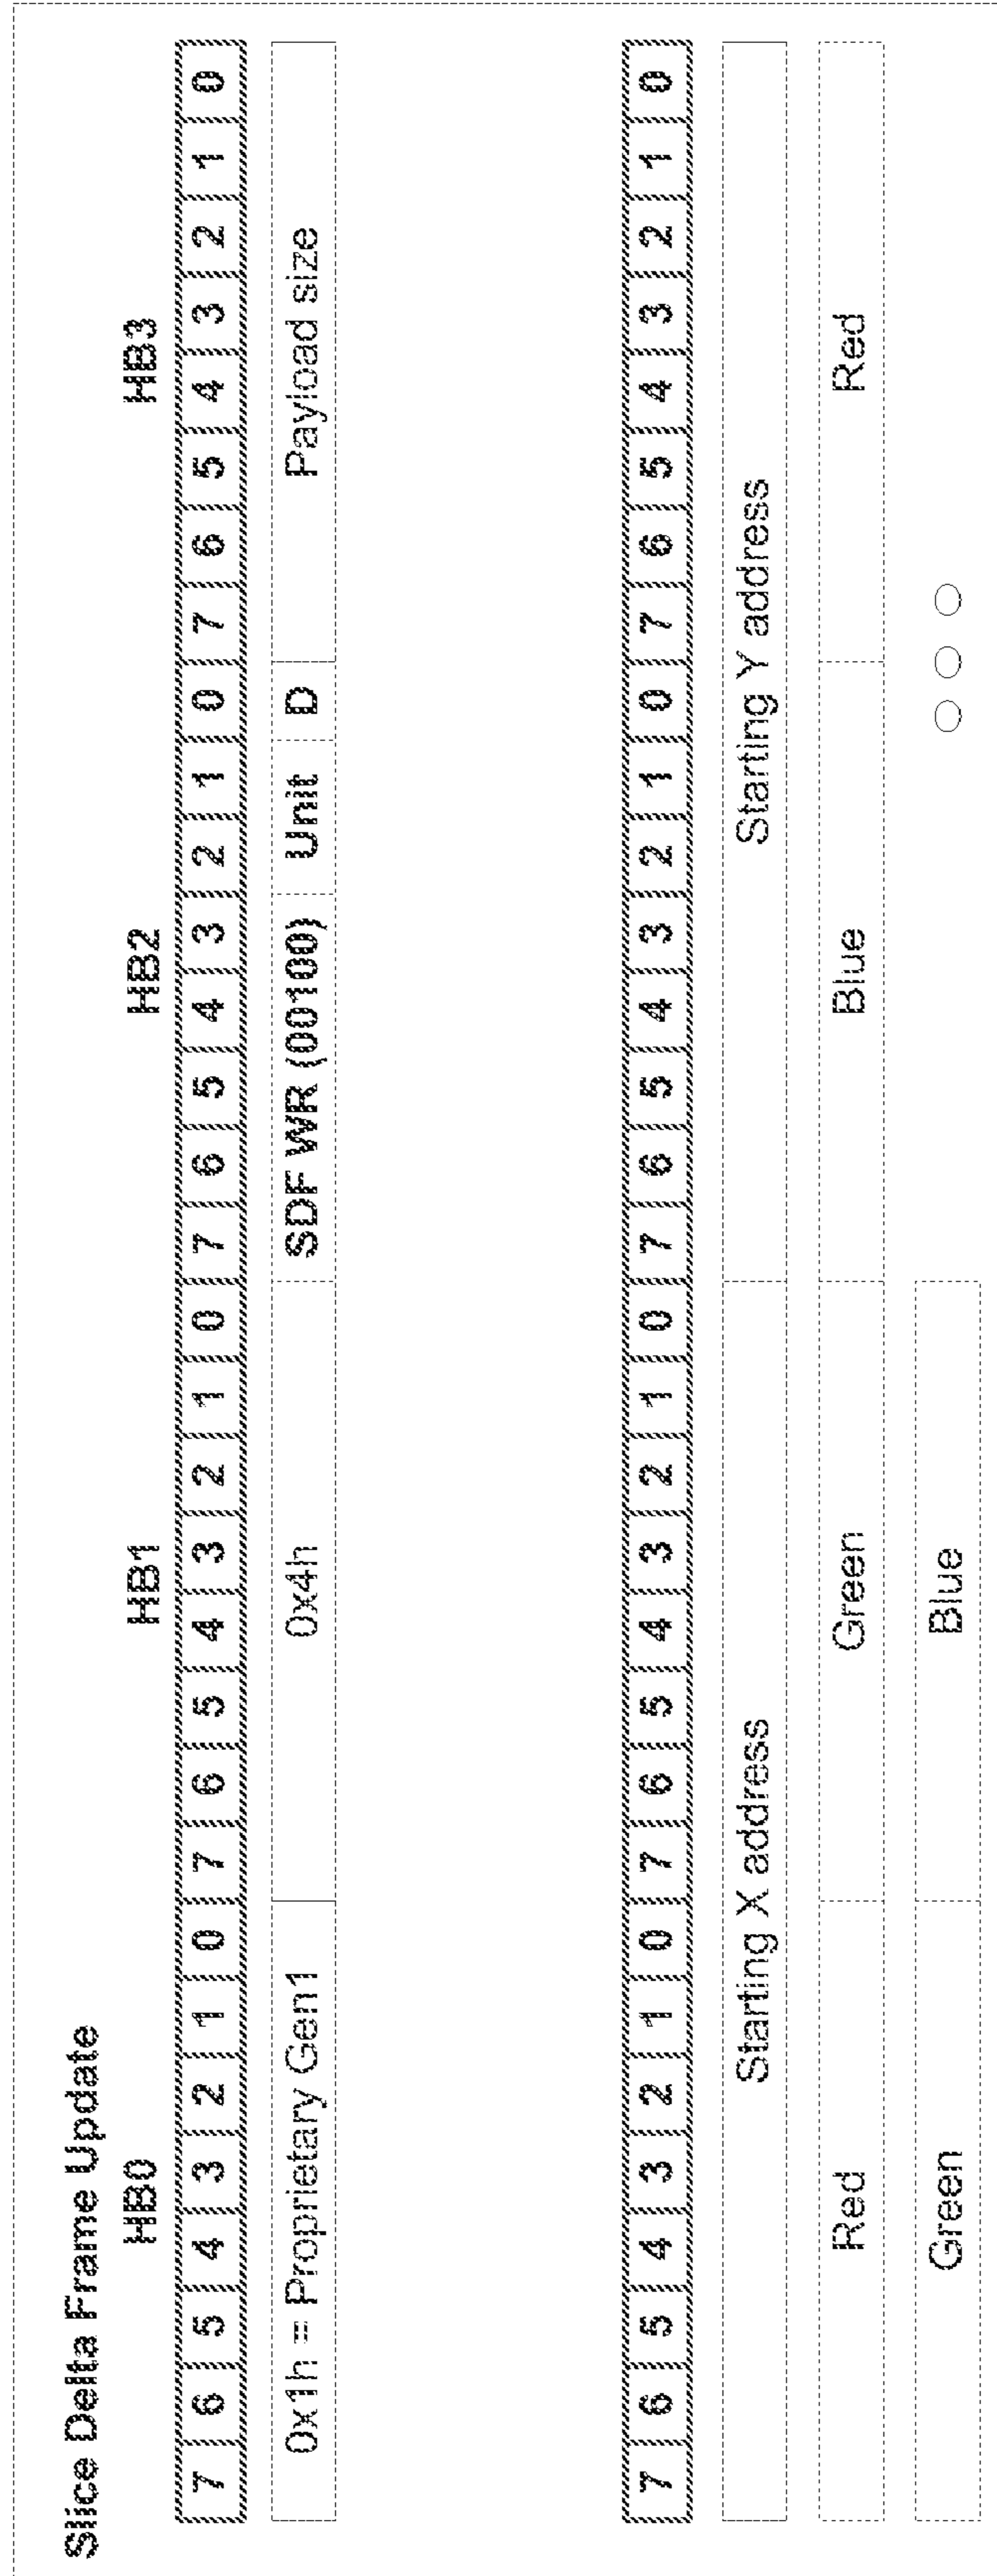 Slice Delta Frame Update
HB0 HB1 HB2 HB3
7 6 5 4 3 2 1 0 7 6 5 4 3 2 1 0 7 6 5 4 3 2 1 0 7 6 5 4 3 2 1 0
0x1h = Proprietary Gen1 0x4h SDF WR (00100) Unit D Payload size
7 6 5 4 3 2 1 0 7 6 5 4 3 2 1 0 7 6 5 4 3 2 1 0 7 6 5 4 3 2 1 0
Starting X address Starting Y address
Red Green Blue Red
Green Blue